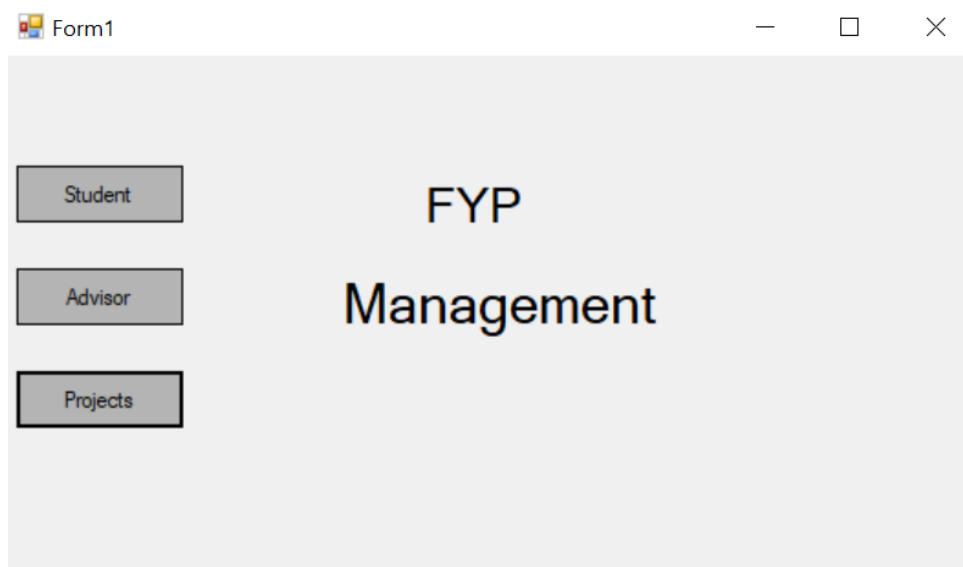 Form1
Student
FYP
Advisor
Management
Projects